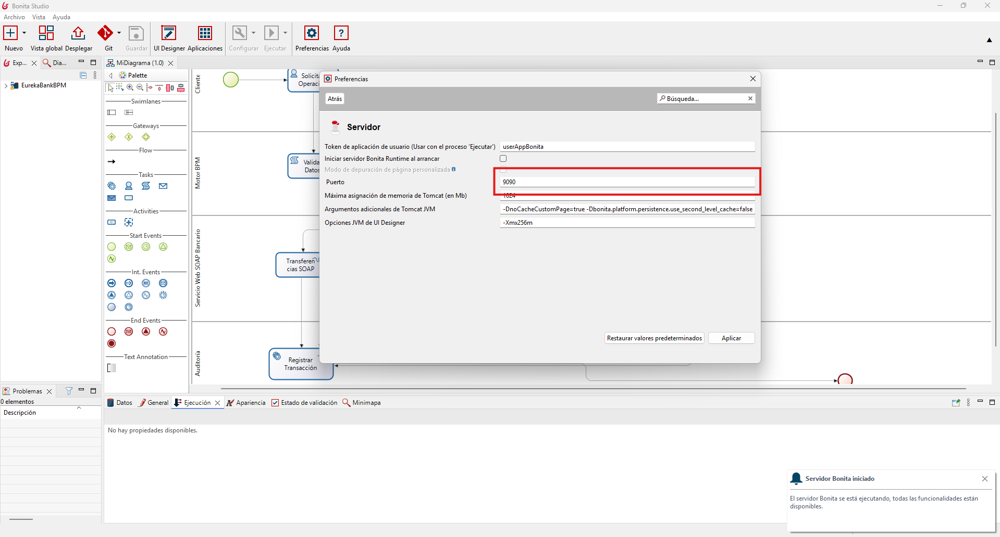 Bonita Studio
Archivo Vista Ayuda
Nuevo Vista global Desplegar Git Guardar UI Designer Aplicaciones Configurar Ejecutar Preferencias Ayuda
Exp... Dia... MiDiagrama (1.0)
EurekaBankBPM
Palette
Swimlanes
Gateways
Flow
Tasks
Activities
Start Events
Int. Events
End Events
Text Annotation
Cliente
Motor BPM
Servicio Web SOAP Bancario
Auditoría
Solicita
Operaci
Valida
Datos
Transferen
cias SOAP
Registrar
Transacción
Preferencias
Atrás
Búsqueda...
Servidor
Token de aplicación de usuario (Usar con el proceso 'Ejecutar') userAppBonita
Iniciar servidor Bonita Runtime al arrancar
Modo de depuración de página personalizada
Puerto 9090
Máxima asignación de memoria de Tomcat (en Mb) 1024
Argumentos adicionales de Tomcat JVM -DnoCacheCustomPage=true -Dbonita.platform.persistence.use_second_level_cache=false
Opciones JVM de UI Designer -Xmx256m
Restaurar valores predeterminados Aplicar
Problemas
0 elementos
Descripción
Datos General Ejecución Apariencia Estado de validación Minimapa
No hay propiedades disponibles.
Servidor Bonita iniciado
El servidor Bonita se está ejecutando, todas las funcionalidades están
disponibles.